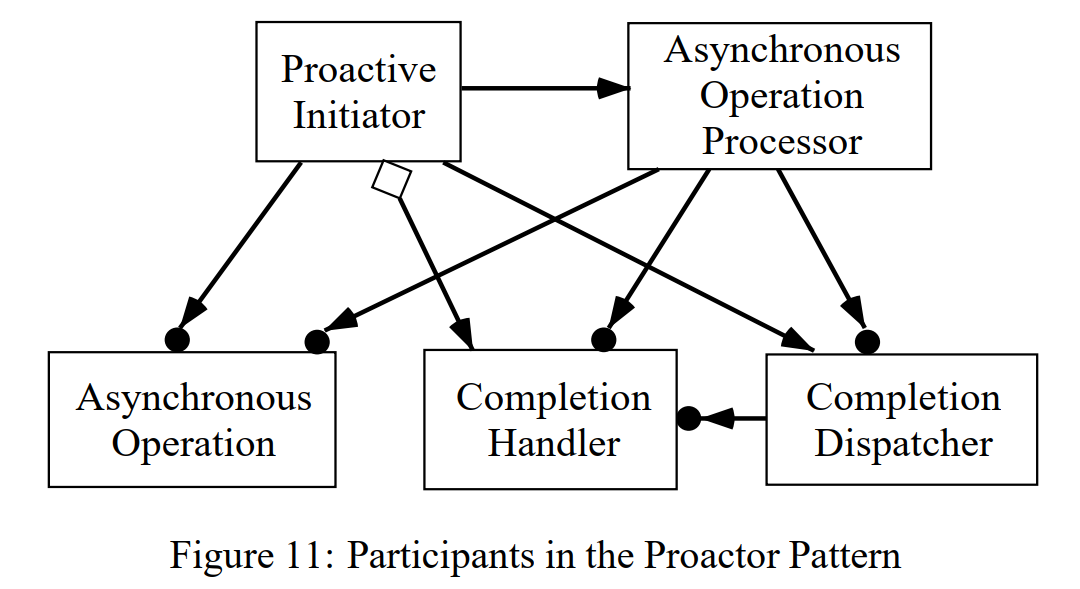 Proactive
Initiator
Asynchronous
Operation
Processor
Asynchronous
Operation
Completion
Handler
Completion
Dispatcher
Figure 11: Participants in the Proactor Pattern